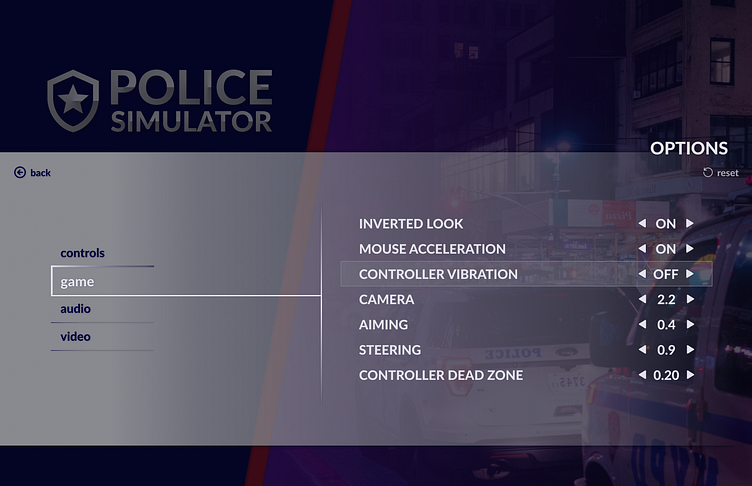 POLICE
SIMULATOR
OPTIONS
back
reset
controls
game
audio
video
INVERTED LOOK ON
MOUSE ACCELERATION ON
CONTROLLER VIBRATION OFF
CAMERA 2.2
AIMING 0.4
STEERING 0.9
CONTROLLER DEAD ZONE 0.20
POLICE